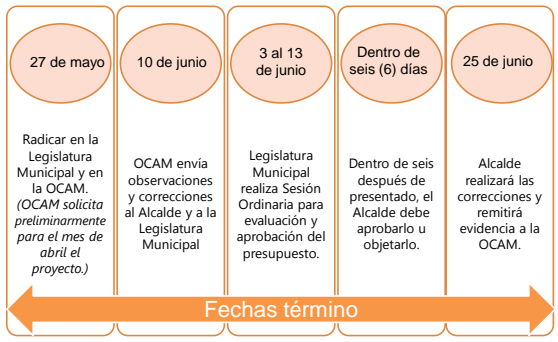 27 de mayo
Radicar en la
Legislatura
Municipal y en
la OCAM.
(OCAM solicita
preliminarmente
para el mes de
abril el
proyecto.)
10 de junio
OCAM envía
observaciones
y correcciones
al Alcalde y a la
Legislatura
Municipal
3 al 13
de junio
Legislatura
Municipal
realiza Sesión
Ordinaria para
evaluación y
aprobación del
presupuesto.
Dentro de
seis (6) días
Dentro de seis
después de
presentado, el
Alcalde debe
aprobarlo u
objetarlo.
25 de junio
Alcalde
realizará las
correcciones y
remitirá
evidencia a la
OCAM.
Fechas término